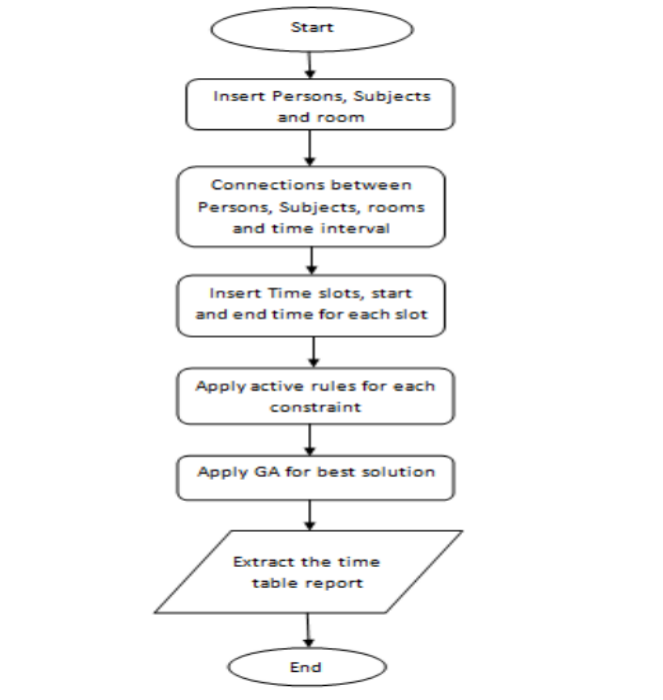 Start
Insert Persons, Subjects
and room
Connections between
Persons, Subjects, rooms
and time interval
Insert Time slots, start
and end time for each slot
Apply active rules for each
constraint
Apply GA for best solution
Extract the time
table report
End